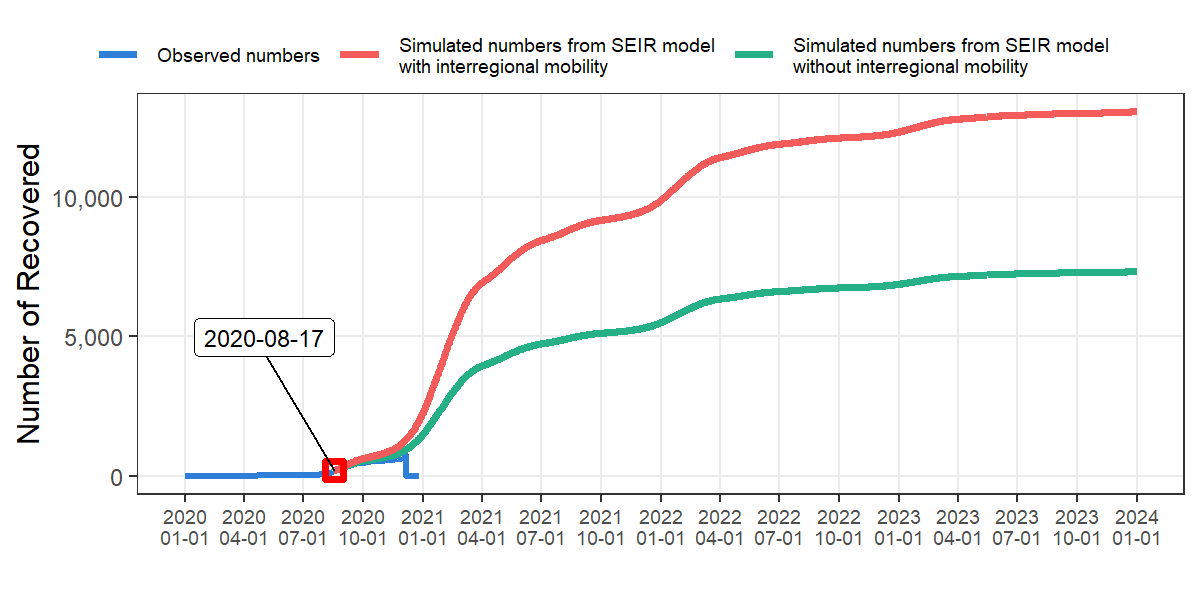 Observed numbers
Simulated numbers from SEIR model
with interregional mobility
Simulated numbers from SEIR model
without interregional mobility
Number of Recovered
10,000
5,000
0
2020-08-17
2020 2020 2020 2020 2021 2021 2021 2021 2022 2022 2022 2022 2023 2023 2023 2023 2024
01-01 04-01 07-01 10-01 01-01 04-01 07-01 10-01 01-01 04-01 07-01 10-01 01-01 04-01 07-01 10-01 01-01